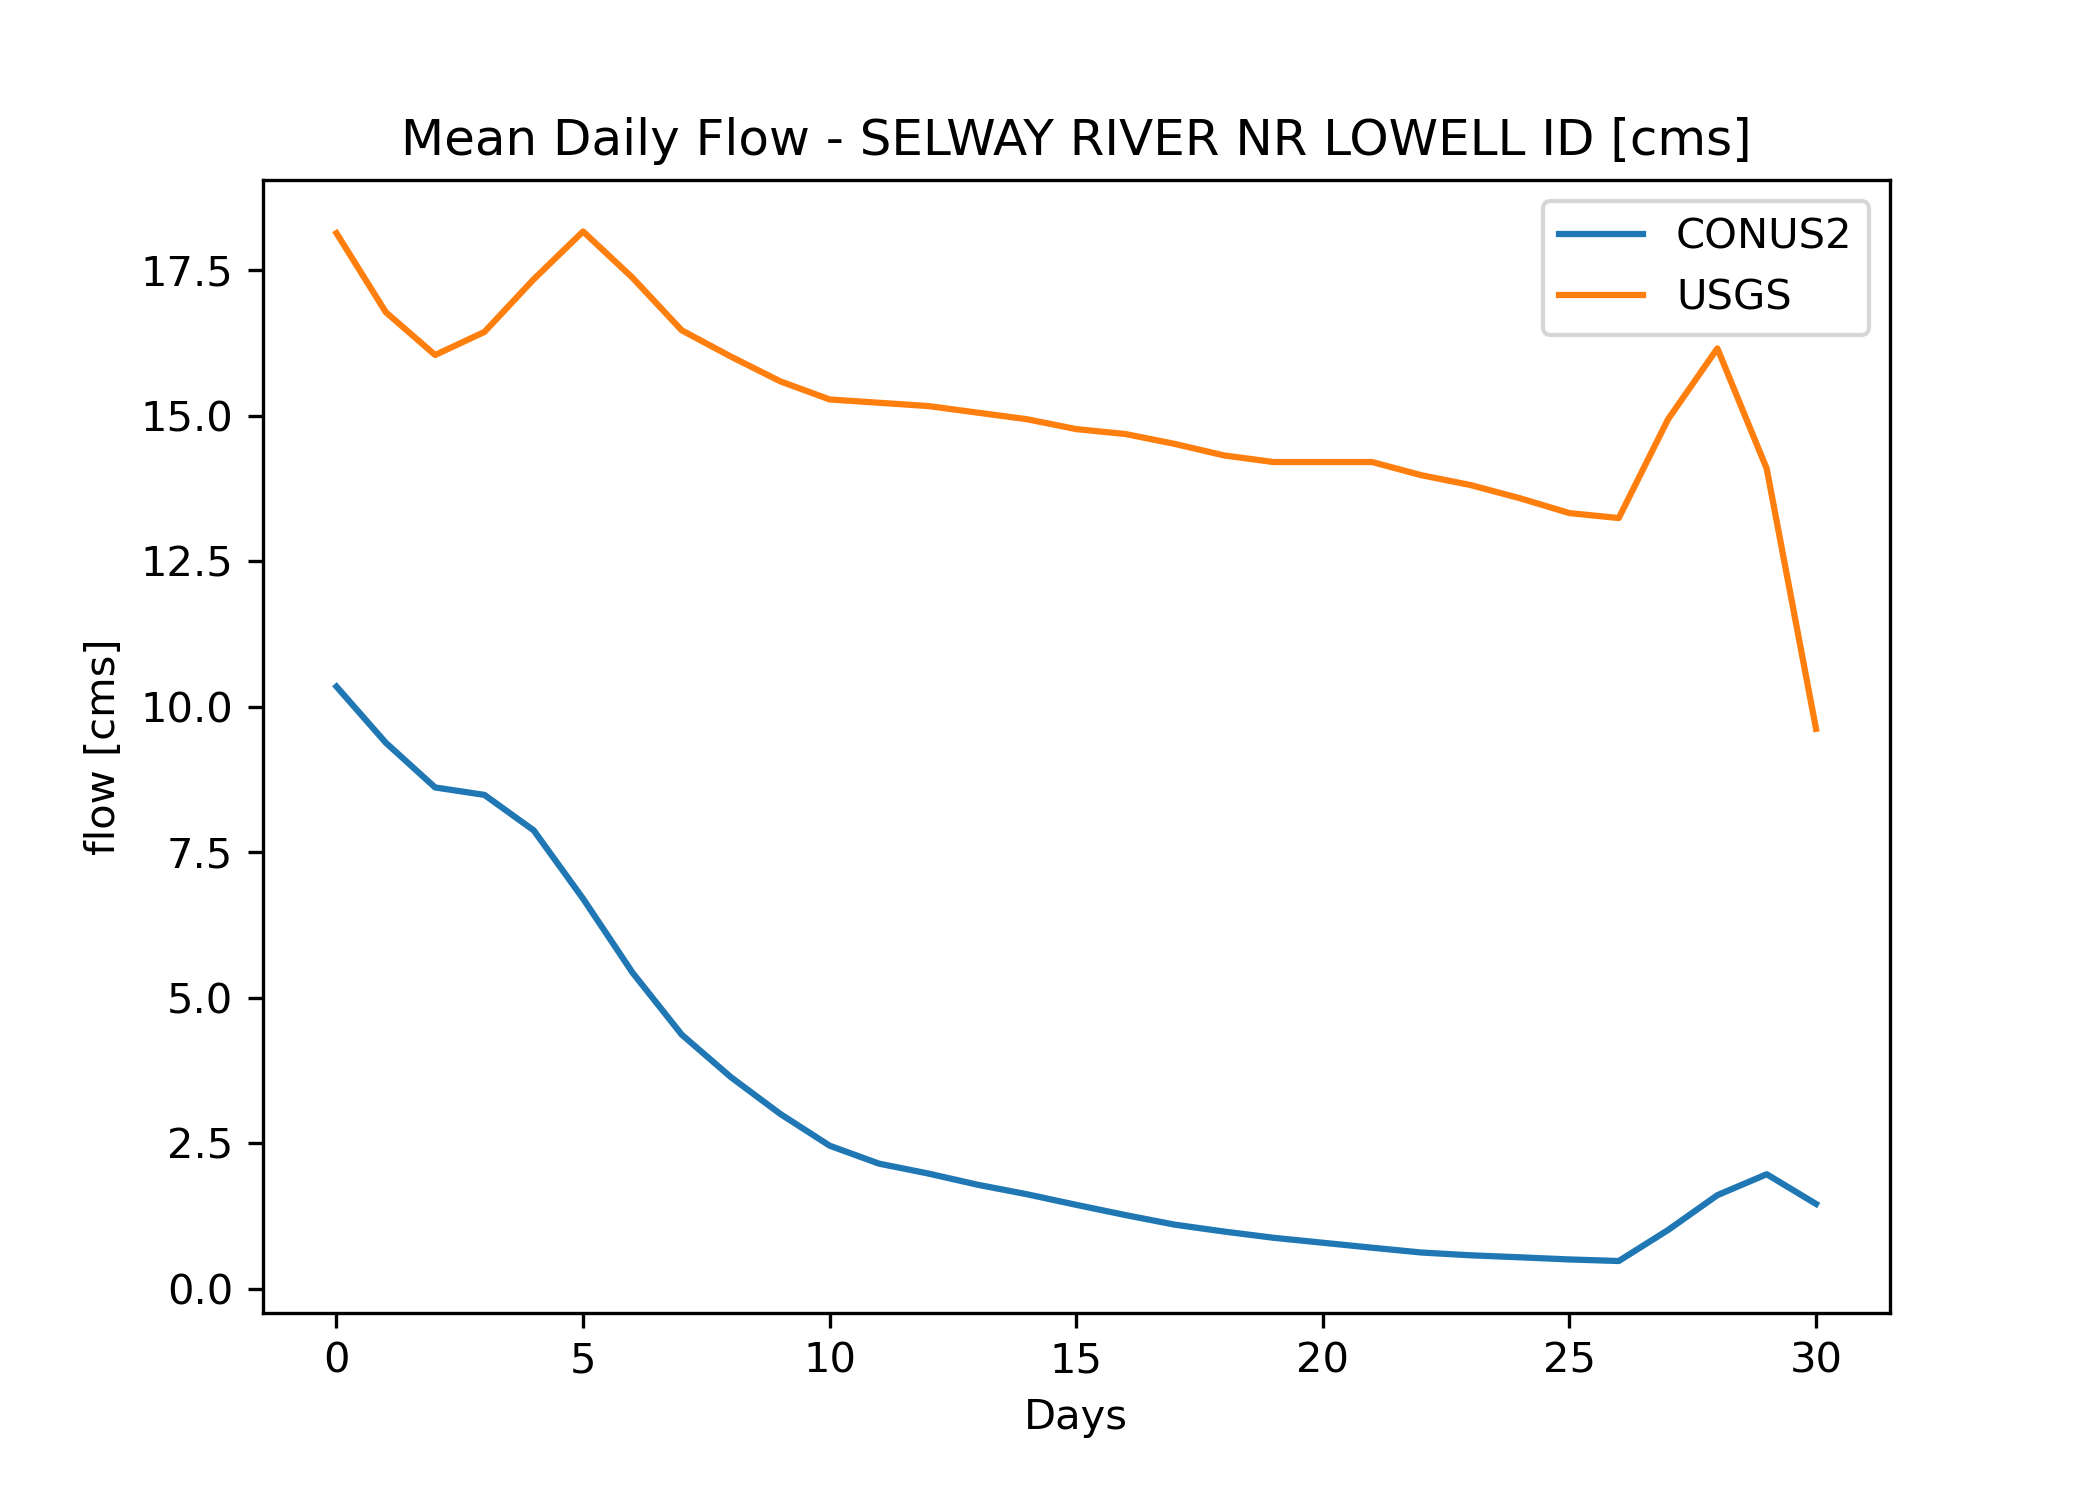 Mean Daily Flow - SELWAY RIVER NR LOWELL ID [cms]
CONUS2
USGS
17.5
15.0
12.5
10.0
7.5
5.0
2.5
0.0
flow [cms]
0 5 10 15 20 25 30
Days